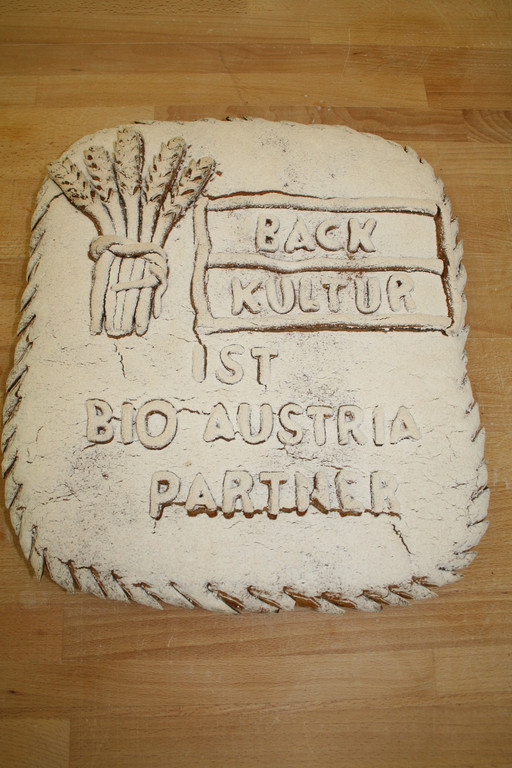 BACK
KULTUR
IST
BIO AUSTRIA
PARTNER